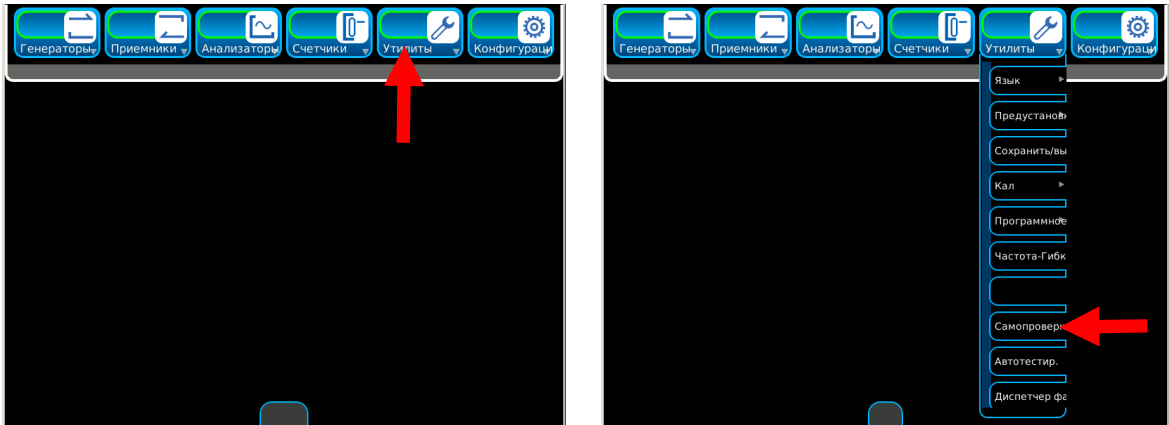 Генераторы Приемники Анализаторы Счетчики Утилиты Конфигураци
Генераторы Приемники Анализаторы Счетчики Утилиты Конфигураци
Язык
Предустанов
Сохранить/вы
Кал
Программное
Частота-Гибк
Самопровер
Автотестир.
Диспетчер фа